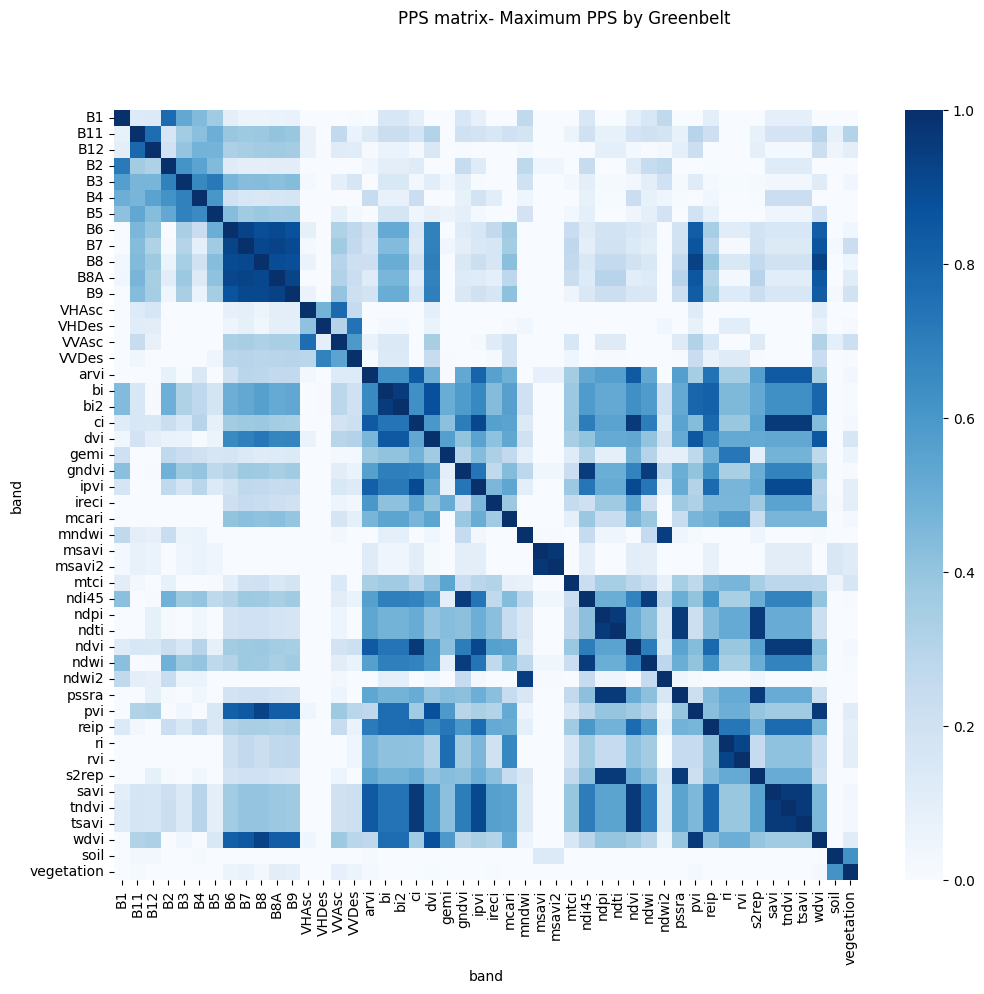 PPS matrix- Maximum PPS by Greenbelt
B1
B11
B12
B2
B3
B4
B5
B6
B7
B8
B8A
B9
VHAsc
VHDes
VVAsc
VVDes
arvi
bi
bi2
ci
dvi
gemi
gndvi
ipvi
ireci
mcari
mndwi
msavi
msavi2
mtci
ndi45
ndpi
ndti
ndvi
ndwi
ndwi2
pssra
pvi
reip
ri
rvi
s2rep
savi
tndvi
tsavi
wdvi
soil
vegetation
band
B1
B11
B12
B2
B3
B4
B5
B6
B7
B8
B8A
B9
VHAsc
VHDes
VVAsc
VVDes
arvi
bi
bi2
ci
dvi
gemi
gndvi
ipvi
ireci
mcari
mndwi
msavi
msavi2
mtci
ndi45
ndpi
ndti
ndvi
ndwi
ndwi2
pssra
pvi
reip
ri
rvi
s2rep
savi
tndvi
tsavi
wdvi
soil
vegetation
band
1.0
0.8
0.6
0.4
0.2
0.0